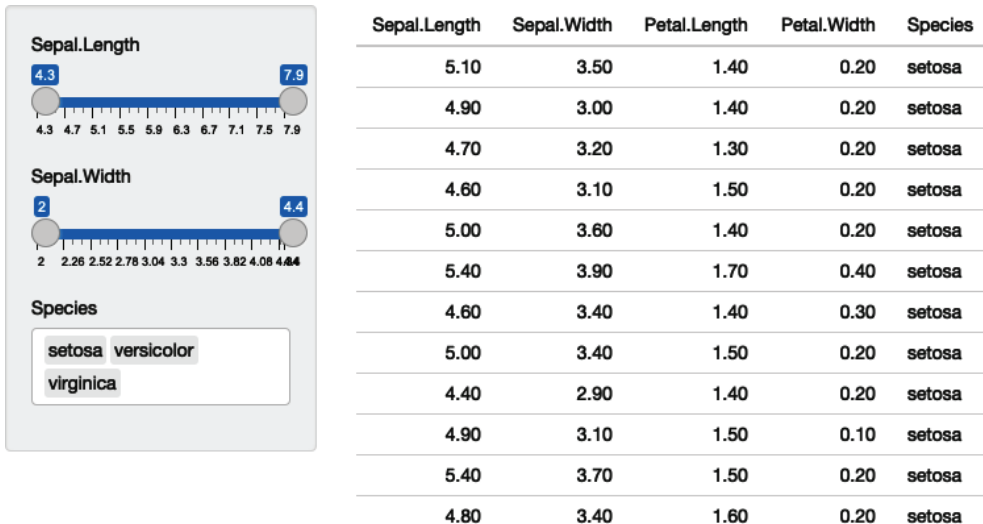 Sepal.Length
4.3 7.9
4.3 4.7 5.1 5.5 5.9 6.3 6.7 7.1 7.5 7.9
Sepal.Width
2 4.4
2 2.26 2.52 2.78 3.04 3.3 3.56 3.82 4.08
Species
setosa versicolor
virginica
Sepal.Length Sepal.Width Petal.Length Petal.Width Species
5.10 3.50 1.40 0.20 setosa
4.90 3.00 1.40 0.20 setosa
4.70 3.20 1.30 0.20 setosa
4.60 3.10 1.50 0.20 setosa
5.00 3.60 1.40 0.20 setosa
5.40 3.90 1.70 0.40 setosa
4.60 3.40 1.40 0.30 setosa
5.00 3.40 1.50 0.20 setosa
4.40 2.90 1.40 0.20 setosa
4.90 3.10 1.50 0.10 setosa
5.40 3.70 1.50 0.20 setosa
4.80 3.40 1.60 0.20 setosa